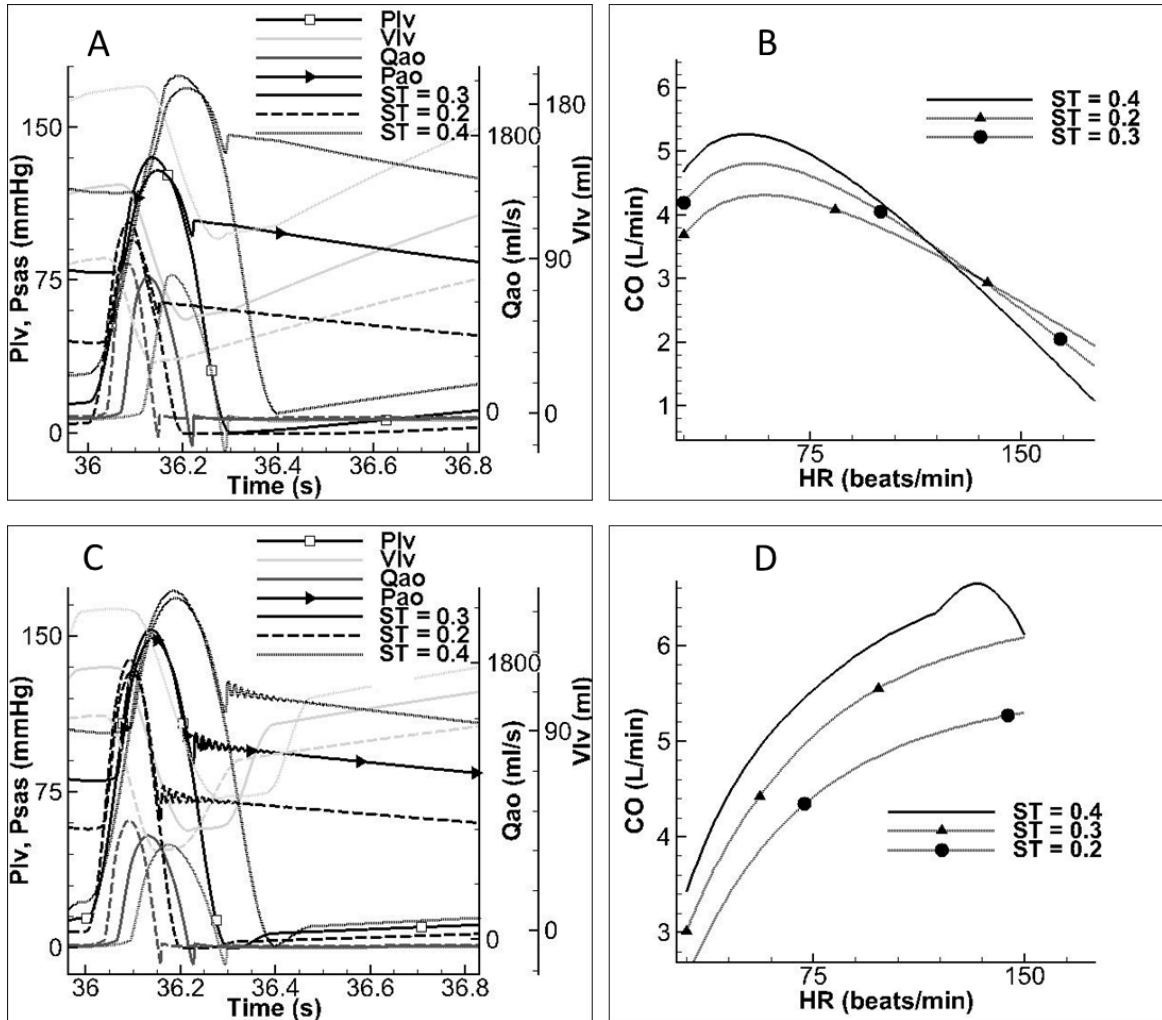 A
Plv
Vlv
Qao
Pao
ST = 0.3
ST = 0.2
ST = 0.4
150
75
0
Plv, Psas (mmHg)
36 36.2 36.4 36.6 36.8
Time (s)
1800
0
Qao (ml/s)
180
90
0
Vlv (ml)
B
ST = 0.4
ST = 0.2
ST = 0.3
6
5
4
3
2
1
CO (L/min)
75 150
HR (beats/min)
C
Plv
Vlv
Qao
Pao
ST = 0.3
ST = 0.2
ST = 0.4
150
75
0
Plv, Psas (mmHg)
36 36.2 36.4 36.6 36.8
Time (s)
1800
0
Qao (ml/s)
90
0
Vlv (ml)
D
ST = 0.4
ST = 0.3
ST = 0.2
6
5
4
3
CO (L/min)
75 150
HR (beats/min)